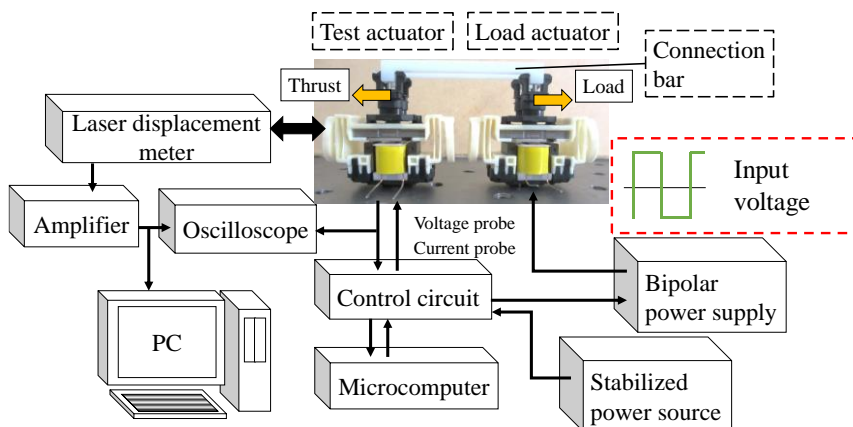 Test actuator
Load actuator
Connection
bar
Thrust
Load
Laser displacement
meter
Input
voltage
Amplifier
Oscilloscope
Voltage probe
Current probe
Control circuit
Bipolar
power supply
PC
Microcomputer
Stabilized
power source